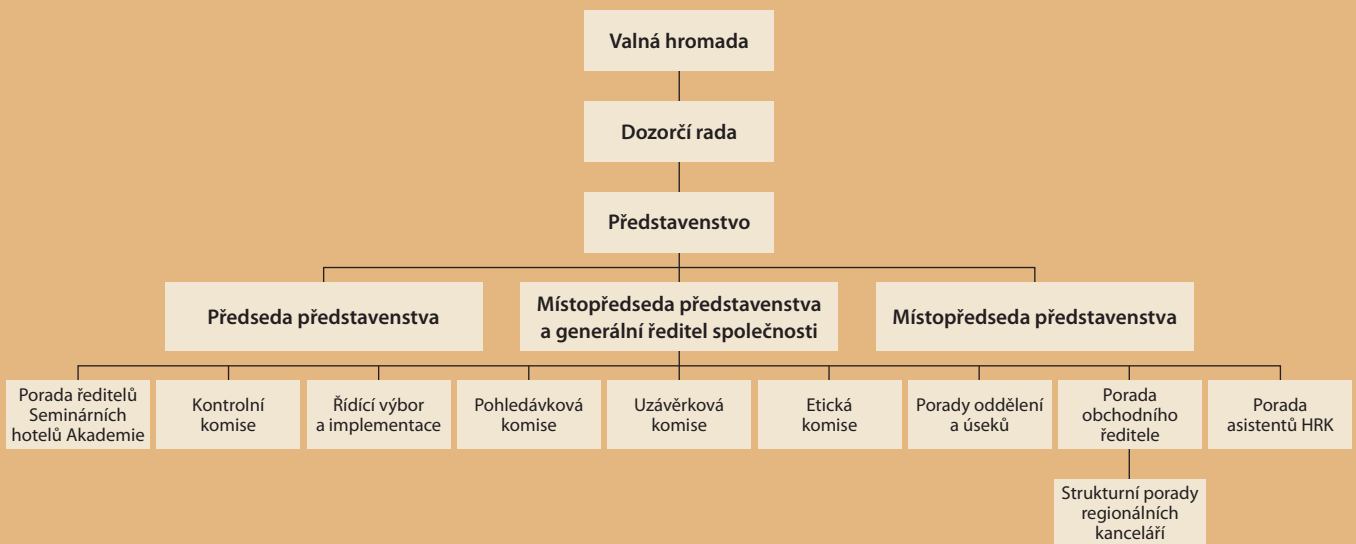 Valná hromada
Dozorčí rada
Představenstvo
Předseda představenstva
Místopředseda představenstva
a generální ředitel společnosti
Místopředseda představenstva
Porada ředitelů
Seminárních
hotelů Akademie
Kontrolní
komise
Řídící výbor
a implementace
Pohledávková
komise
Uzávěrková
komise
Etická
komise
Porady oddělení
a úseků
Porada
obchodního
ředitele
Porada
asistentů HRK
Strukturní porady
regionálních
kanceláří